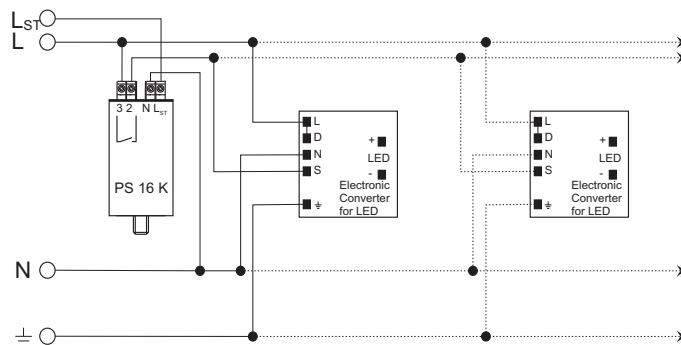 LST
L
3 2 N LST
PS 16 K
L
D
N
S
+
LED
-
Electronic
Converter
for LED
L
D
N
S
+
LED
-
Electronic
Converter
for LED
N